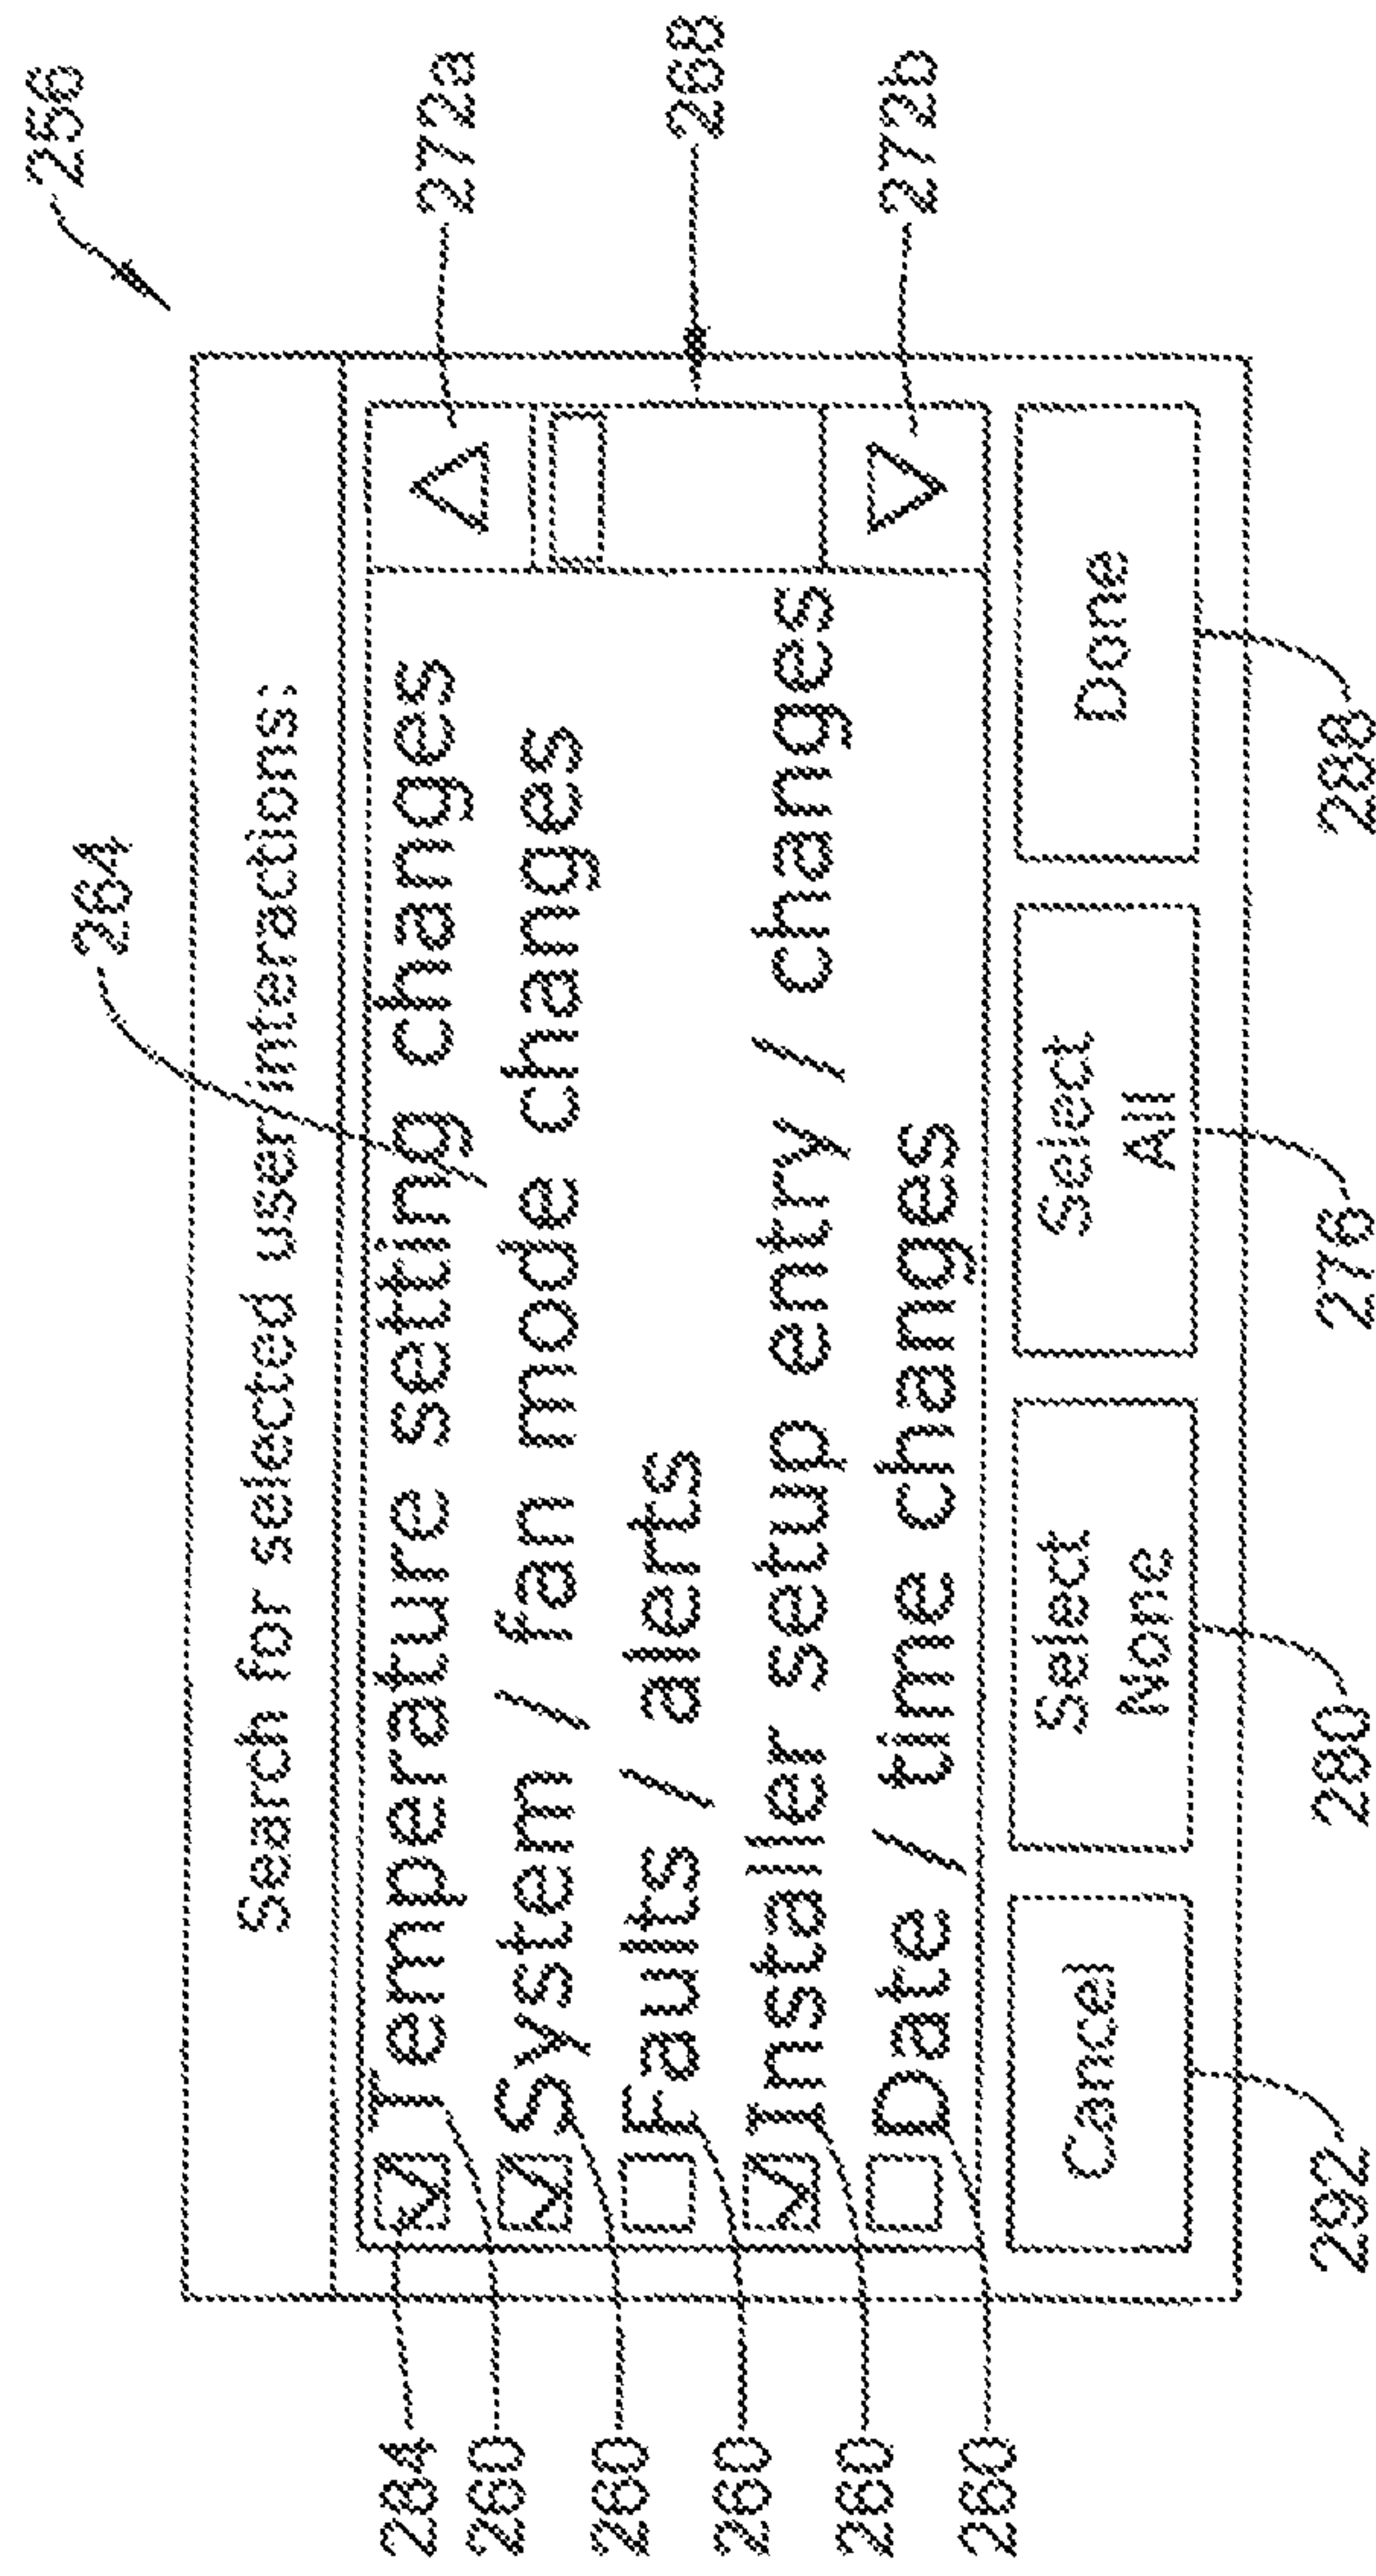 256
264
Search for selected user interactions:
284
260
Temperature setting changes
272a
260
System / fan mode changes
260
Faults / alerts
268
260
Installer setup entry / changes
272b
260
Date / time changes
Cancel
Select
None
Select
All
Done
292
280
276
288